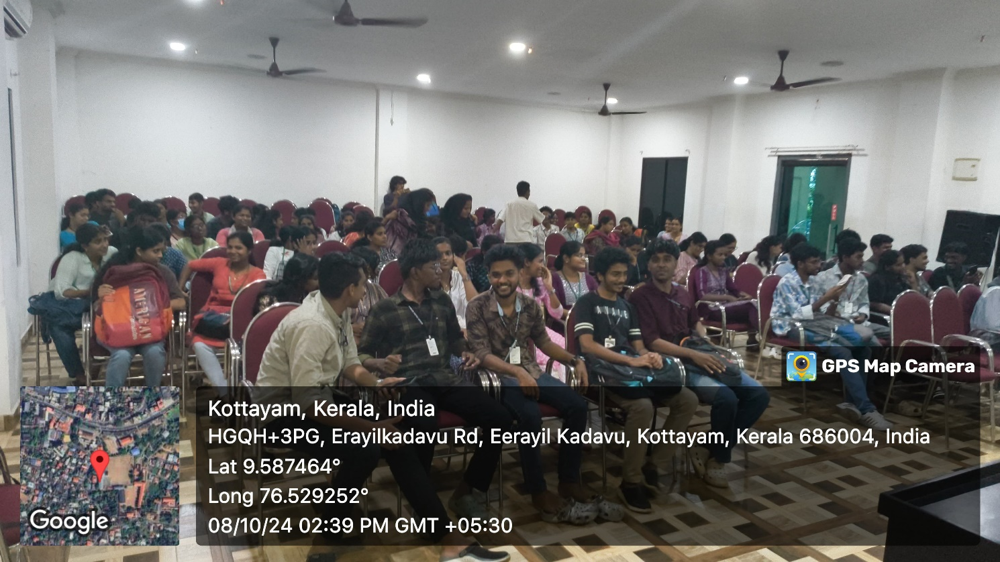 GPS Map Camera
Kottayam, Kerala, India
HGQH+3PG, Erayilkadavu Rd, Eerayil Kadavu, Kottayam, Kerala 686004, India
Lat 9.587464°
Long 76.529252°
08/10/24 02:39 PM GMT +05:30
Google